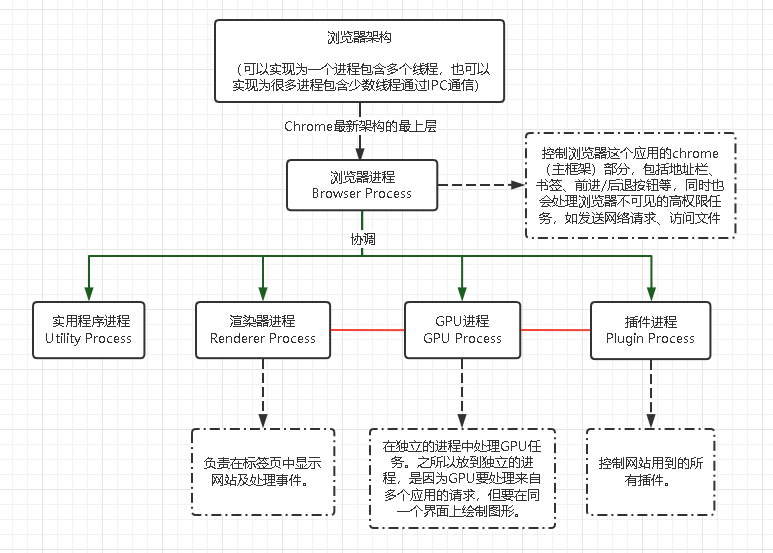 浏览器架构
（可以实现为一个进程包含多个线程，也可以
实现为很多进程包含少数线程通过IPC通信）
Chrome最新架构的最上层
浏览器进程
Browser Process
控制浏览器这个应用的chrome
（主框架）部分，包括地址栏、
书签、前进/后退按钮等，同时也
会处理浏览器不可见的高权限任
务，如发送网络请求、访问文件
协调
实用程序进程
Utility Process
渲染器进程
Renderer Process
GPU进程
GPU Process
插件进程
Plugin Process
负责在标签页中显示
网站及处理事件。
在独立的进程中处理GPU任
务。之所以放到独立的进
程，是因为GPU要处理来自
多个应用的请求，但要在同
一个界面上绘制图形。
控制网站用到的所
有插件。